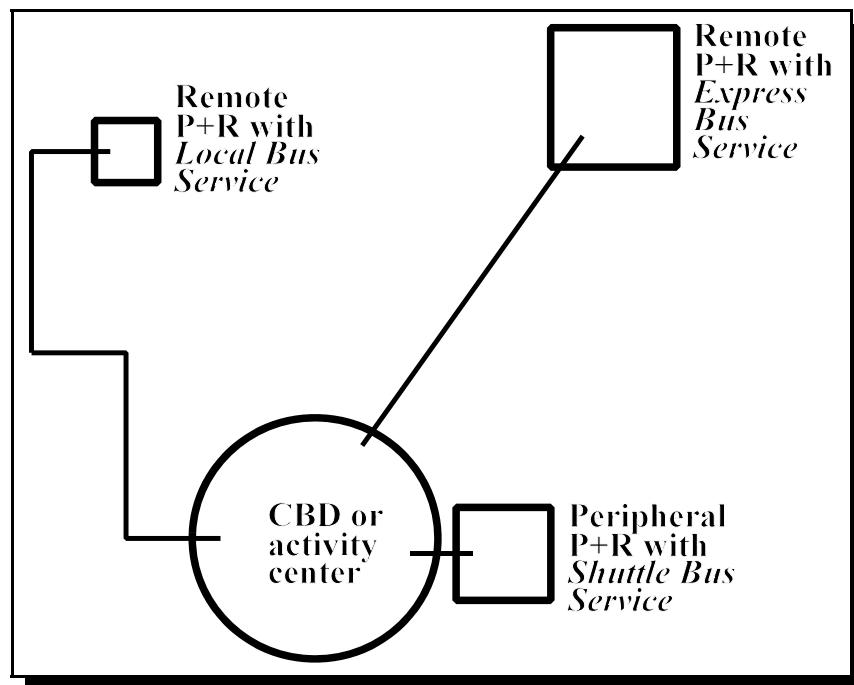 Remote
P+R with
Express
Bus
Service
Remote
P+R with
Local Bus
Service
CBD or
activity
center
Peripheral
P+R with
Shuttle Bus
Service